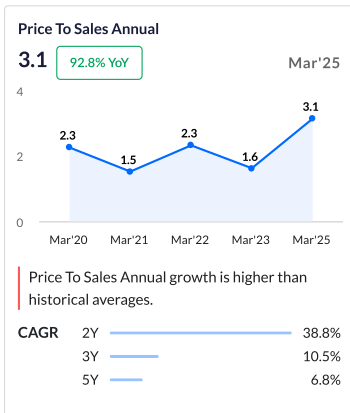 Price To Sales Annual
3.1 92.8% YoY Mar'25
4
3.1
2.3 2.3
1.5 1.6
2
0
Mar'20 Mar'21 Mar'22 Mar'23 Mar'25
Price To Sales Annual growth is higher than
historical averages.
CAGR 2Y 38.8%
3Y 10.5%
5Y 6.8%